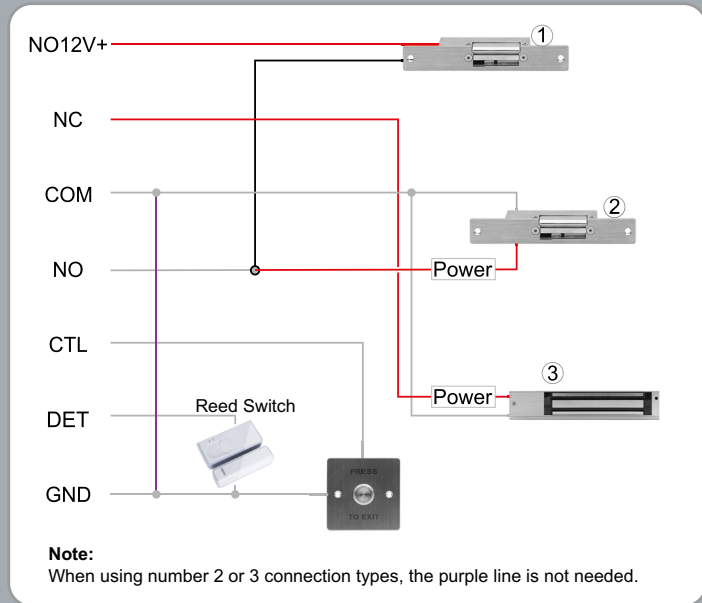 NO12V+
①
NC
COM
②
NO
Power
CTL
③
Power
DET
Reed Switch
PRESS
GND
TO EXIT
Note:
When using number 2 or 3 connection types, the purple line is not needed.